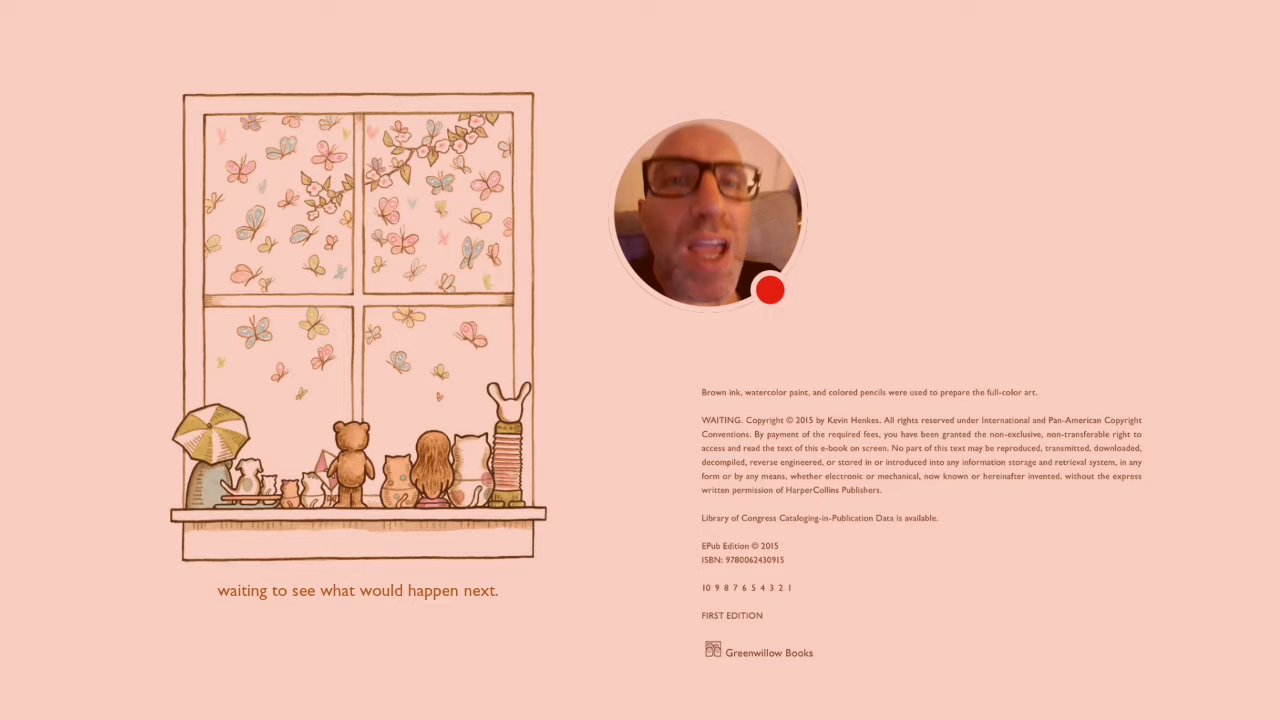 waiting to see what would happen next.
Brown ink, watercolor paint, and colored pencils were used to prepare the full-color art.
WAITING. Copyright © 2015 by Kevin Henkes. All rights reserved under International and Pan-American Copyright
Conventions. By payment of the required fees, you have been granted the non-exclusive, non-transferable right to
access and read the text of this e-book on screen. No part of this text may be reproduced, transmitted, downloaded,
decompiled, reverse engineered, or stored in or introduced into any information storage and retrieval system, in any
form or by any means, whether electronic or mechanical, now known or hereinafter invented, without the express
written permission of HarperCollins Publishers.
Library of Congress Cataloging-in-Publication Data is available.
EPub Edition © 2015
ISBN: 9780062430915
10 9 8 7 6 5 4 3 2 1
FIRST EDITION
Greenwillow Books